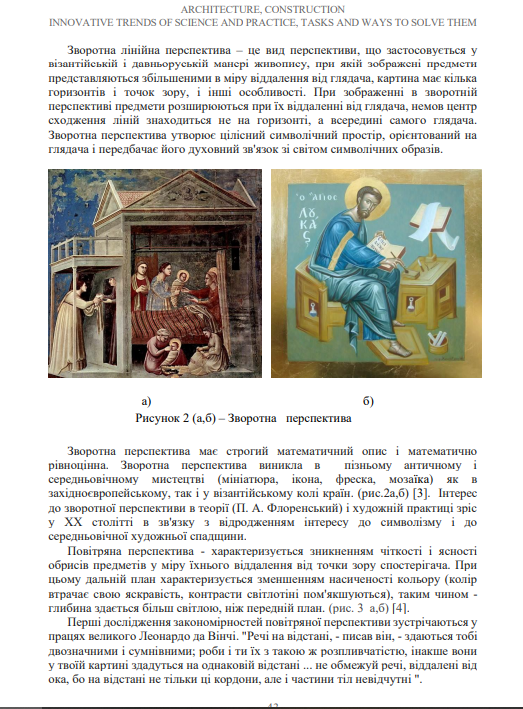 ARCHITECTURE, CONSTRUCTION
INNOVATIVE TRENDS OF SCIENCE AND PRACTICE, TASKS AND WAYS TO SOLVE THEM
Зворотна лінійна перспектива – це вид перспективи, що застосовується у
візантійській і давньоруській манері живопису, при якій зображені предмети
представляються збільшеними в міру віддалення від глядача, картина має кілька
горизонтів і точок зору, і інші особливості. При зображенні в зворотній
перспективі предмети розширюються при їх віддаленні від глядача, немов центр
сходження ліній знаходиться не на горизонті, а всередині самого глядача.
Зворотна перспектива утворює цілісний символічний простір, орієнтований на
глядача і передбачає його духовний зв'язок зі світом символічних образів.
Ο ἍΓΙΟС
ΛΟΥ
ΚΑ
С
а) б)
Рисунок 2 (а,б) – Зворотна перспектива
Зворотна перспектива має строгий математичний опис і математично
рівноцінна. Зворотна перспектива виникла в пізньому античному і
середньовічному мистецтві (мініатюра, ікона, фреска, мозаїка) як в
західноєвропейському, так і у візантійському колі країн. (рис.2а,б) [3]. Інтерес
до зворотної перспективи в теорії (П. А. Флоренський) і художній практиці зріс
у XX столітті в зв'язку з відродженням інтересу до символізму і до
середньовічної художньої спадщини.
Повітряна перспектива - характеризується зникненням чіткості і ясності
обрисів предметів у міру їхнього віддалення від точки зору спостерігача. При
цьому дальній план характеризується зменшенням насиченості кольору (колір
втрачає свою яскравість, контрасти світлотіні пом'якшуються), таким чином -
глибина здається більш світлою, ніж передній план. (рис. 3 а,б) [4].
Перші дослідження закономірностей повітряної перспективи зустрічаються у
працях великого Леонардо да Вінчі. "Речі на відстані, - писав він, - здаються тобі
двозначними і сумнівними; роби і ти їх з такою ж розпливчатістю, інакше вони
у твоїй картині здадуться на однаковій відстані ... не обмежуй речі, віддалені від
ока, бо на відстані не тільки ці кордони, але і частини тіл невідчутні ".